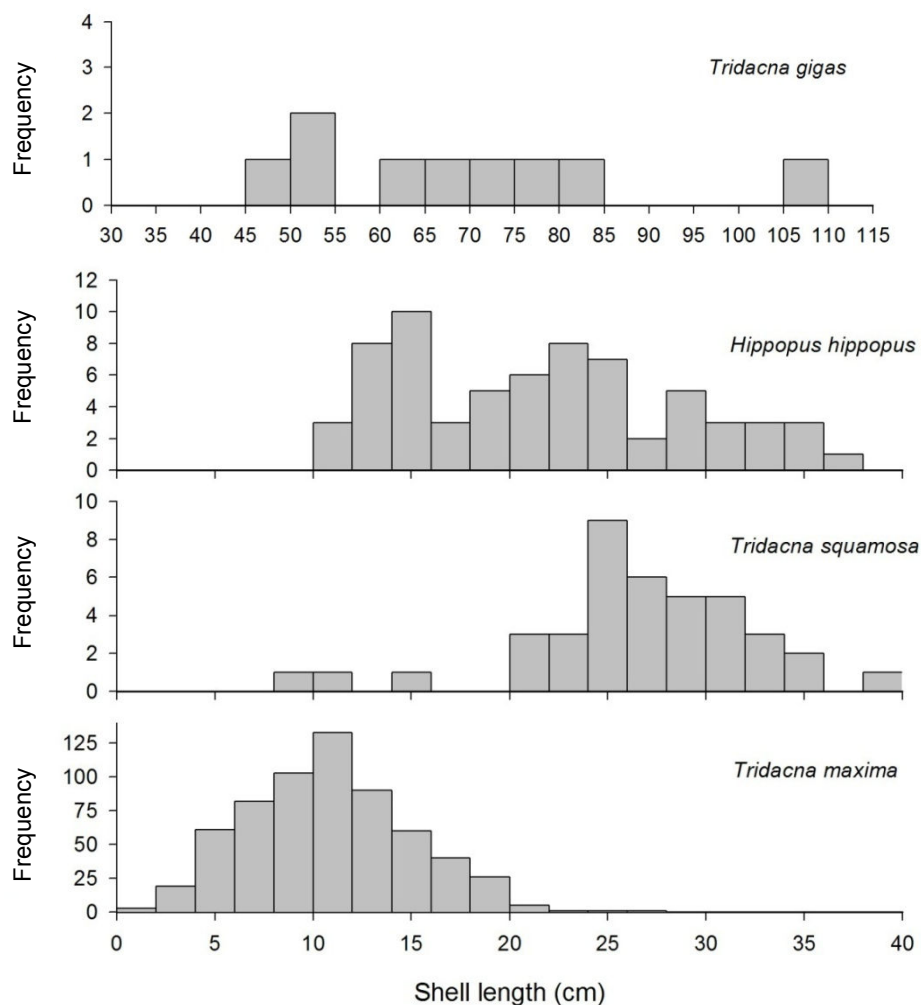 4
3
2
1
0
Frequency
Tridacna gigas
30 35 40 45 50 55 60 65 70 75 80 85 90 95 100 105 110 115
12
10
8
6
4
2
0
Frequency
Hippopus hippopus
10
8
6
4
2
0
Frequency
Tridacna squamosa
125
100
75
50
25
0
Frequency
Tridacna maxima
0 5 10 15 20 25 30 35 40
Shell length (cm)